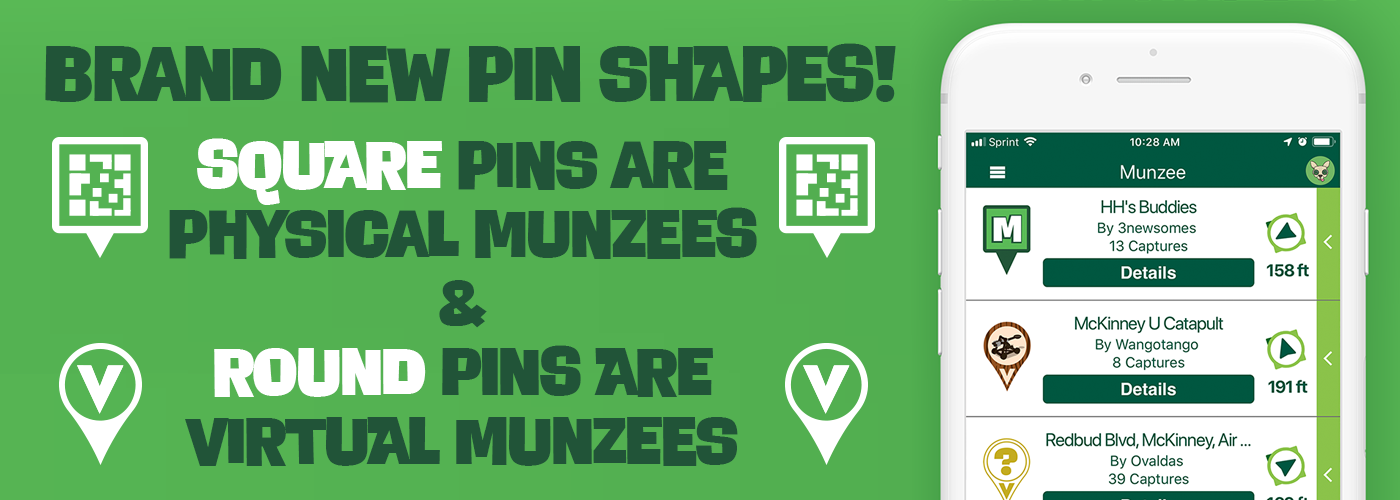 BRAND NEW PIN SHAPES!
SQUARE PINS ARE
PHYSICAL MUNZEES
&
ROUND PINS ARE
VIRTUAL MUNZEES
V
V
Sprint
10:28 AM
Munzee
M
HH's Buddies
By 3newsomes
13 Captures
Details
158 ft
McKinney U Catapult
By Wangotango
8 Captures
Details
191 ft
V
?
V
Redbud Blvd, McKinney, Air ...
By Ovaldas
39 Captures